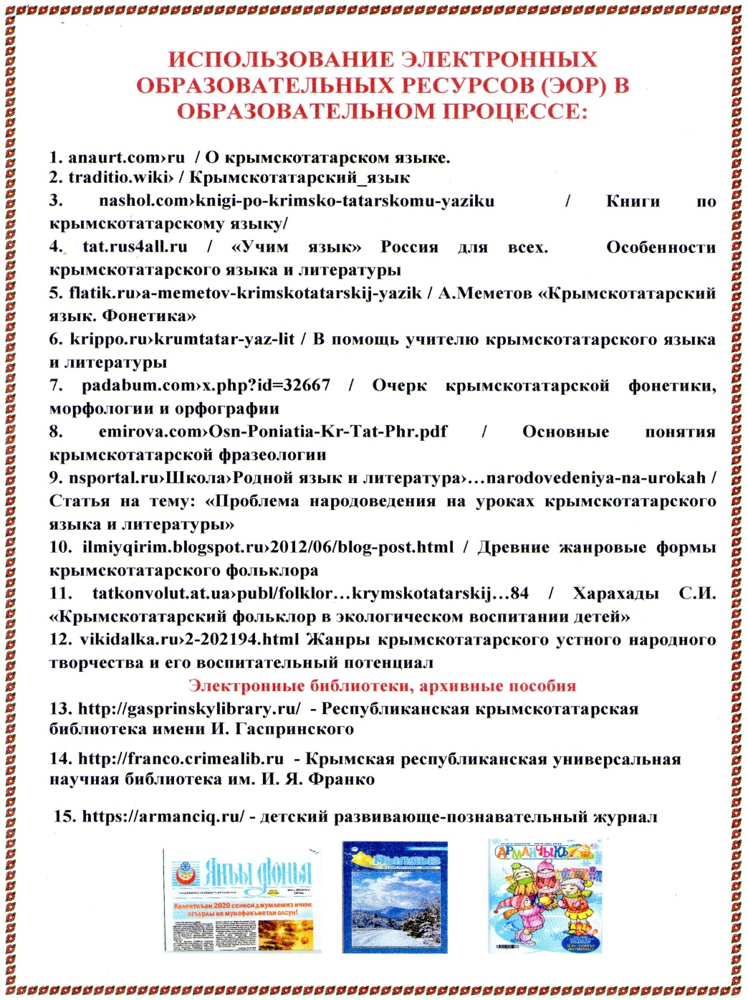 ИСПОЛЬЗОВАНИЕ ЭЛЕКТРОННЫХ
ОБРАЗОВАТЕЛЬНЫХ РЕСУРСОВ (ЭОР) В
ОБРАЗОВАТЕЛЬНОМ ПРОЦЕССЕ:
1. anaurt.com›ru / О крымскотатарском языке.
2. traditio.wiki› / Крымскотатарский_язык
3. nashol.com›knigi-po-krimsko-tatarskomu-yaziku / Книги по
крымскотатарскому языку/
4. tat.rus4all.ru / «Учим язык» Россия для всех. Особенности
крымскотатарского языка и литературы
5. flatik.ru›a-memetov-krimskotatarskij-yazik / А.Меметов «Крымскотатарский
язык. Фонетика»
6. krippo.ru›krumtatar-yaz-lit / В помощь учителю крымскотатарского языка
и литературы
7. padabum.com›x.php?id=32667 / Очерк крымскотатарской фонетики,
морфологии и орфографии
8. emirova.com›Osn-Poniatia-Kr-Tat-Phr.pdf / Основные понятия
крымскотатарской фразеологии
9. nsportal.ru›Школа›Родной язык и литература›…narodovedeniya-na-urokah /
Статья на тему: «Проблема народоведения на уроках крымскотатарского
языка и литературы»
10. ilmiyqirim.blogspot.ru›2012/06/blog-post.html / Древние жанровые формы
крымскотатарского фольклора
11. tatkonvolut.at.ua›publ/folklor…krymskotatarskij…84 / Харахады С.И.
«Крымскотатарский фольклор в экологическом воспитании детей»
12. vikidalka.ru›2-202194.html Жанры крымскотатарского устного народного
творчества и его воспитательный потенциал
Электронные библиотеки, архивные пособия
13. http://gasprinskylibrary.ru/ - Республиканская крымскотатарская
библиотека имени И. Гаспринского
14. http://franco.crimealib.ru - Крымская республиканская универсальная
научная библиотека им. И. Я. Франко
15. https://armanciq.ru/ - детский развивающе-познавательный журнал
Янъы дюнья
Келеяткъан 2020 сенеси джумлемиз ичюн
огъурлы ве мувафакъиетли олсун!
Йылдыз
АРМАНЧЫКЪ